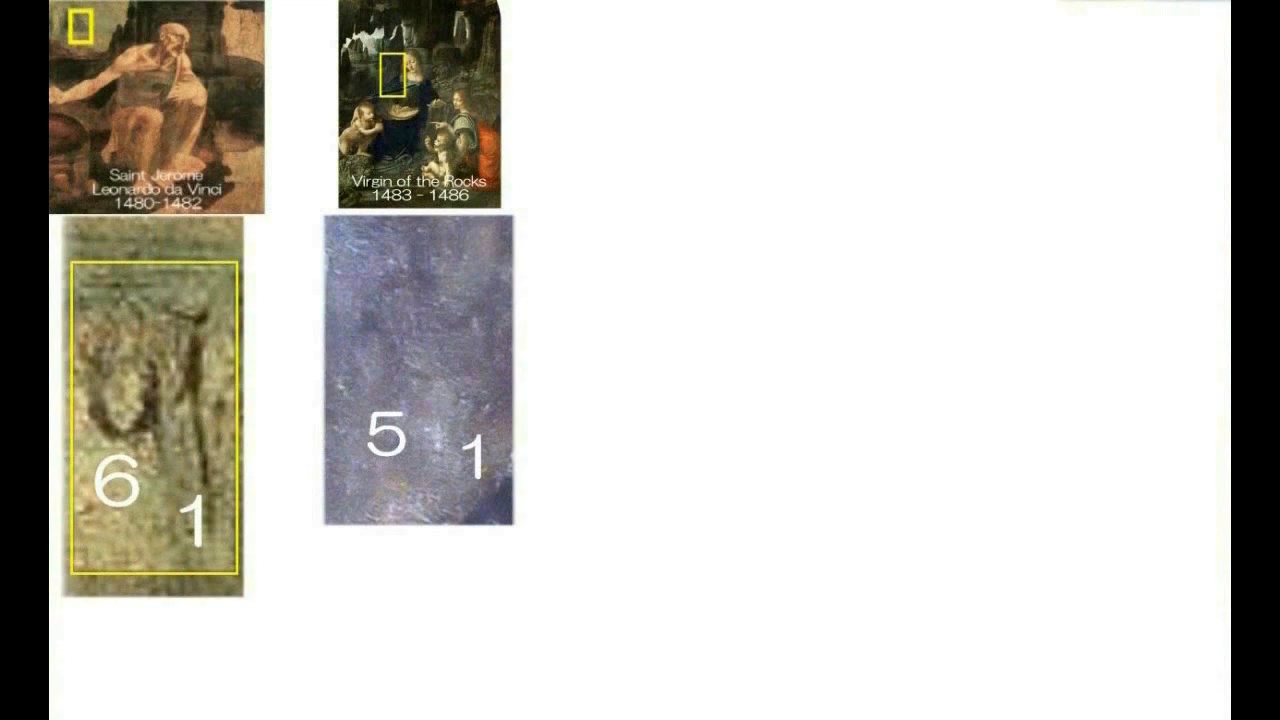 Saint Jerome
Leonardo da Vinci
1480-1482
Virgin of the Rocks
1483 - 1486
6
1
5
1